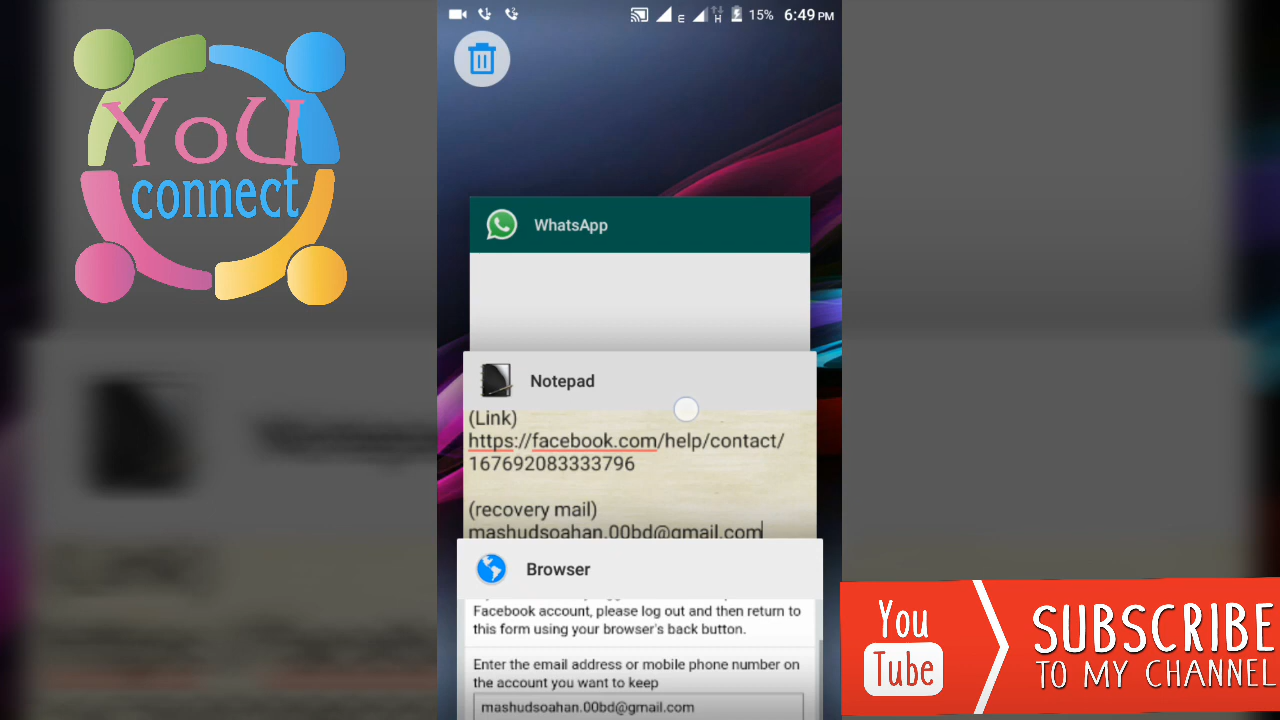 YoU
connect
E
H
15%
6:49 PM
WhatsApp
Notepad
(Link)
https://facebook.com/help/contact/
167692083333796
(recovery mail)
mashudsoahan.00bd@gmail.com
Browser
Facebook account, please log out and then return to
this form using your browser's back button.
Enter the email address or mobile phone number on
the account you want to keep
mashudsoahan.00bd@gmail.com
You
Tube
SUBSCRIBE
TO MY CHANNEL